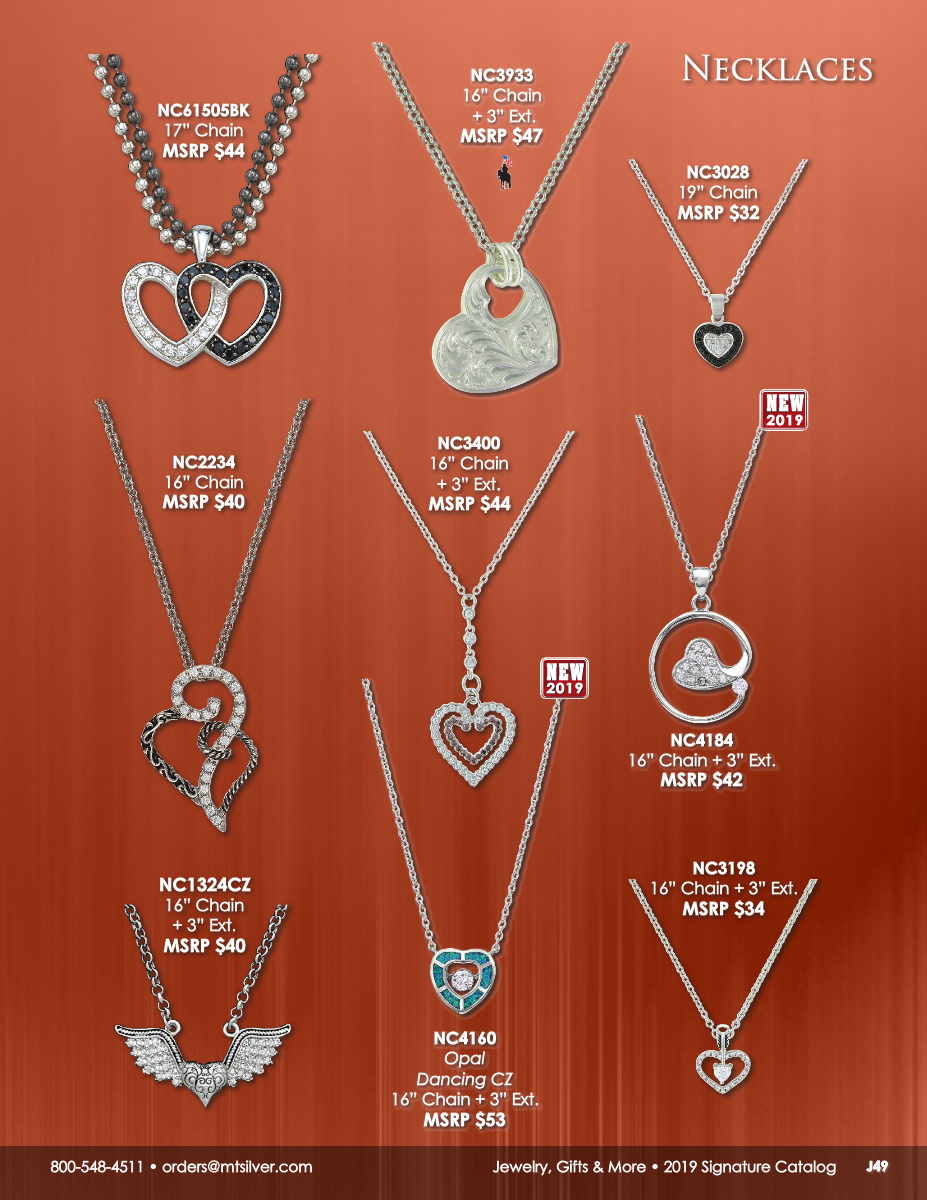 NECKLACES
NC61505BK
17” Chain
MSRP $44
NC3933
16” Chain
+ 3” Ext.
MSRP $47
NC3028
19” Chain
MSRP $32
NC2234
16” Chain
MSRP $40
NC3400
16” Chain
+ 3” Ext.
MSRP $44
NEW
2019
NC4184
16” Chain + 3” Ext.
MSRP $42
NC1324CZ
16” Chain
+ 3” Ext.
MSRP $40
NEW
2019
NC4160
Opal
Dancing CZ
16” Chain + 3” Ext.
MSRP $53
NC3198
16” Chain + 3” Ext.
MSRP $34
800-548-4511 • orders@mtsilver.com
Jewelry, Gifts & More • 2019 Signature Catalog J49